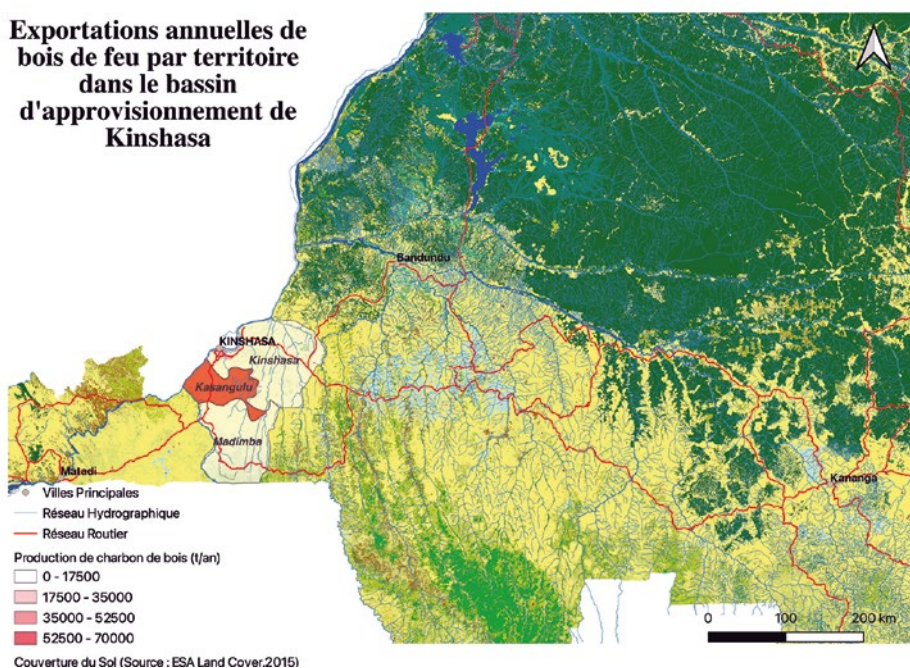 Exportations annuelles de
bois de feu par territoire
dans le bassin
d'approvisionnement de
Kinshasa
Bandundu
KINSHASA
Kinshasa
Kasangulu
Madimba
Matadi
Kananga
Villes Principales
Réseau Hydrographique
Réseau Routier
Production de charbon de bois (t/an)
0 - 17500
17500 - 35000
35000 - 52500
52500 - 70000
0 100 200 km
Couverture du Sol (Source : ESA Land Cover,2015)